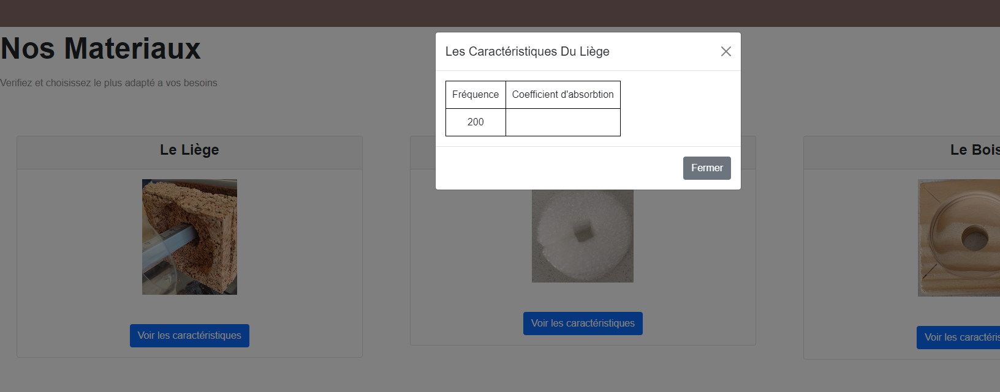 Nos Materiaux
Verifiez et choisissez le plus adapté a vos besoins
Les Caractéristiques Du Liège
Fréquence Coefficient d'absorbtion
200
Fermer
Le Liège
Voir les caractéristiques
Voir les caractéristiques
Le Bois
Voir les caractéris